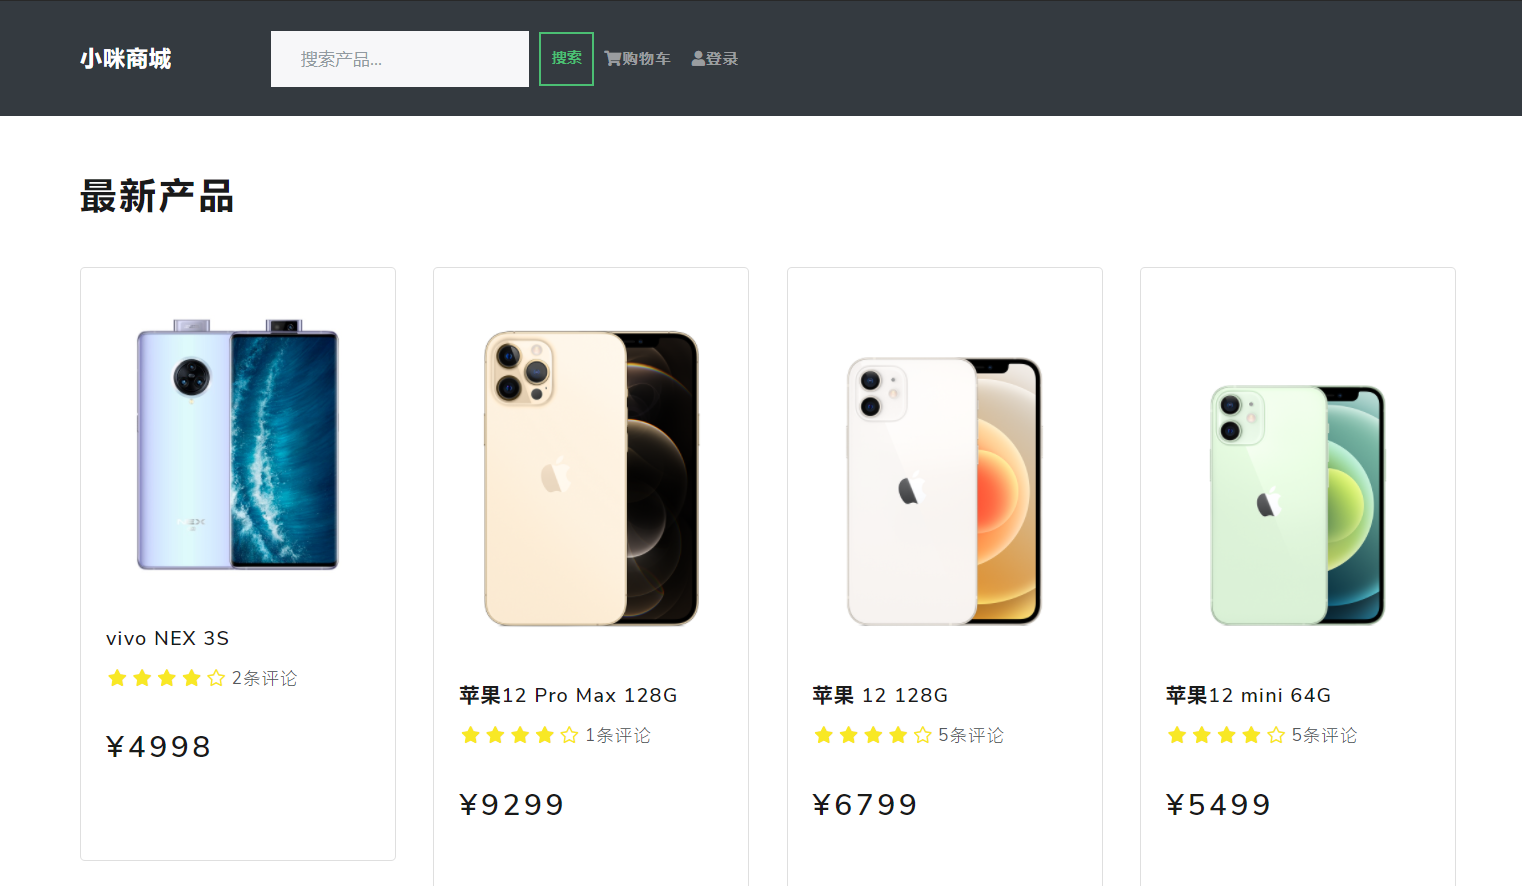 小咪商城
搜索产品...
搜索
购物车
登录
最新产品
vivo NEX 3S
2条评论
¥4998
苹果12 Pro Max 128G
1条评论
¥9299
苹果 12 128G
5条评论
¥6799
苹果12 mini 64G
5条评论
¥5499